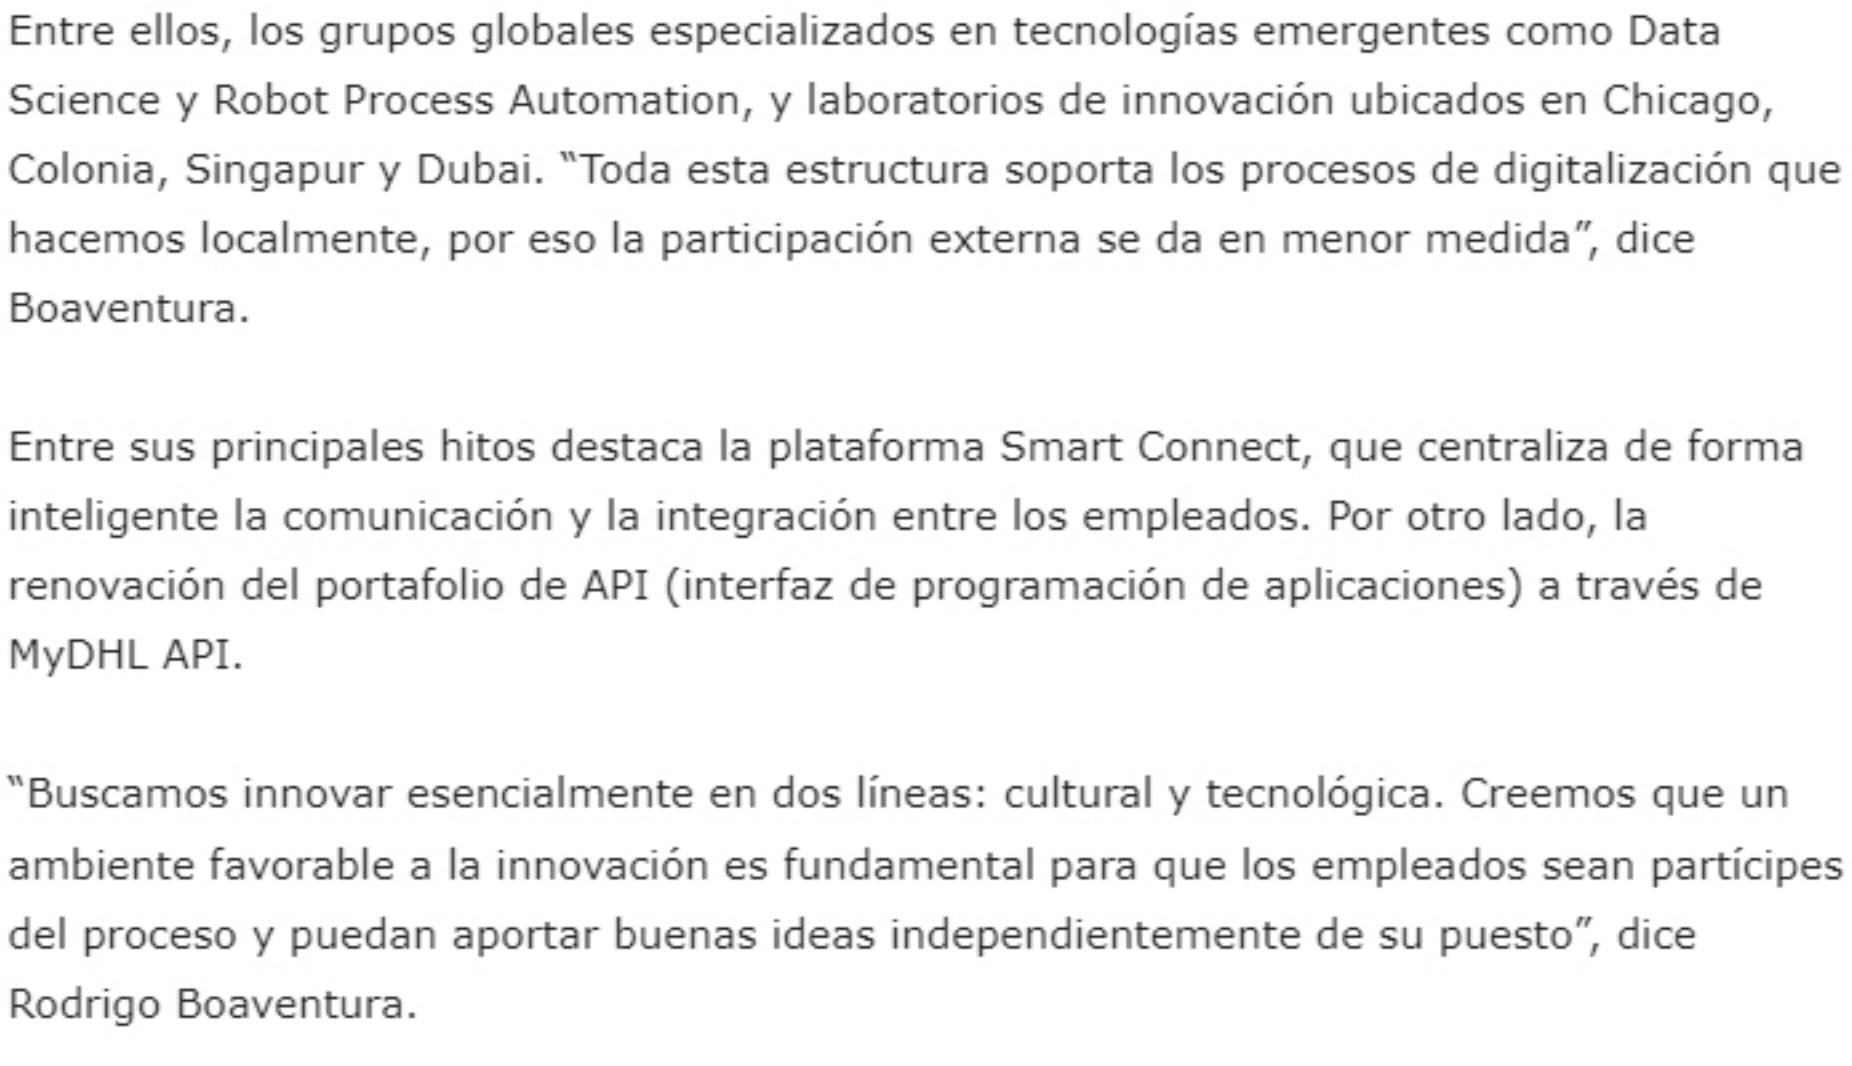 Entre ellos, los grupos globales especializados en tecnologías emergentes como Data
Science y Robot Process Automation, y laboratorios de innovación ubicados en Chicago,
Colonia, Singapur y Dubai. “Toda esta estructura soporta los procesos de digitalización que
hacemos localmente, por eso la participación externa se da en menor medida”, dice
Boaventura.
Entre sus principales hitos destaca la plataforma Smart Connect, que centraliza de forma
inteligente la comunicación y la integración entre los empleados. Por otro lado, la
renovación del portafolio de API (interfaz de programación de aplicaciones) a través de
MyDHL API.
“Buscamos innovar esencialmente en dos líneas: cultural y tecnológica. Creemos que un
ambiente favorable a la innovación es fundamental para que los empleados sean partícipes
del proceso y puedan aportar buenas ideas independientemente de su puesto”, dice
Rodrigo Boaventura.